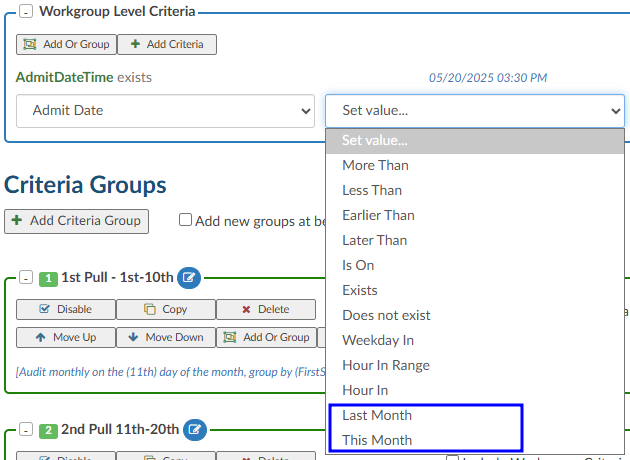 - Workgroup Level Criteria
Add Or Group + Add Criteria
AdmitDateTime exists 05/20/2025 03:30 PM
Admit Date Set value...
Set value...
More Than
Less Than
Earlier Than
Later Than
Is On
Exists
Does not exist
Weekday In
Hour In Range
Hour In
Last Month
This Month
Criteria Groups
+ Add Criteria Group Add new groups at be
- 1 1st Pull - 1st-10th
Disable Copy Delete
Move Up Move Down Add Or Group
[Audit monthly on the (11th) day of the month, group by (FirstS
- 2 2nd Pull 11th-20th
Disable Copy Delete